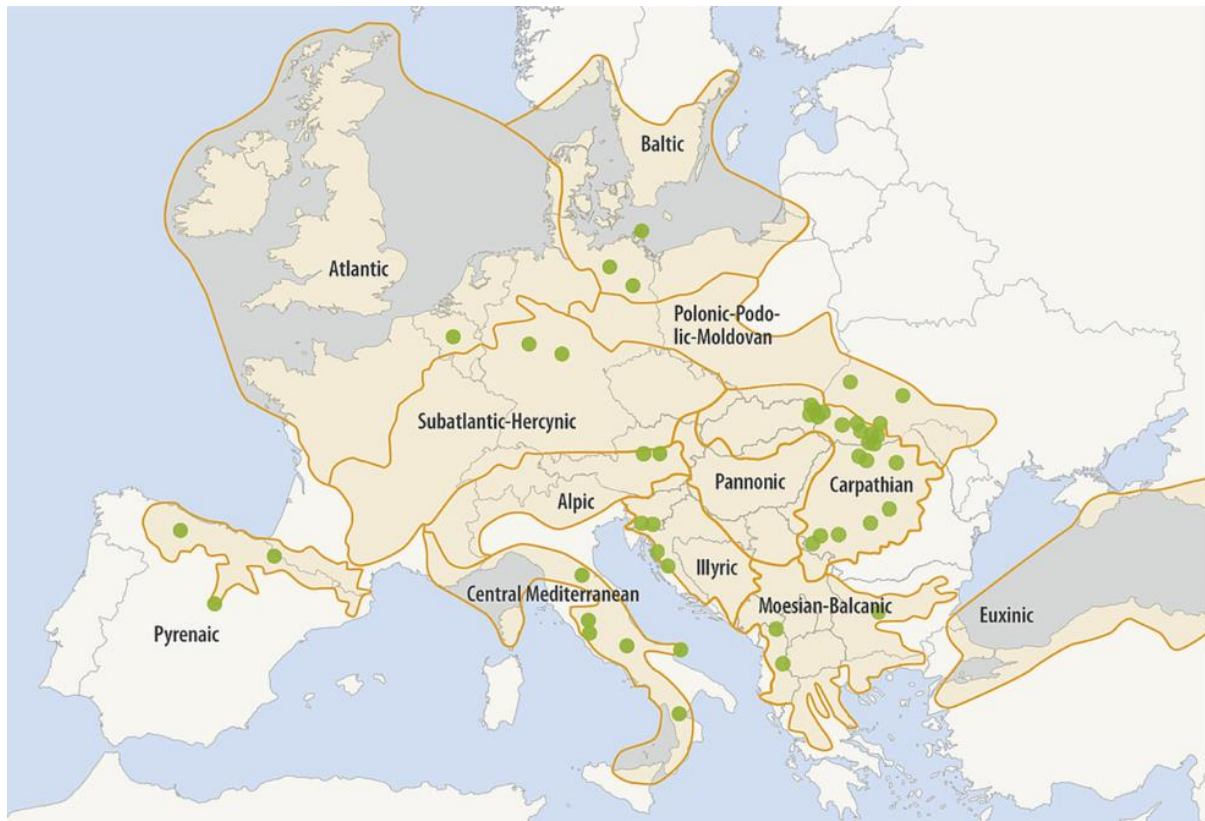 Baltic
Atlantic
Polonic-Podo-
lic-Moldovan
Subatlantic-Hercynic
Pannonic
Carpathian
Alpic
Illyric
Central Mediterranean
Moesian-Balcanic
Euxinic
Pyrenaic